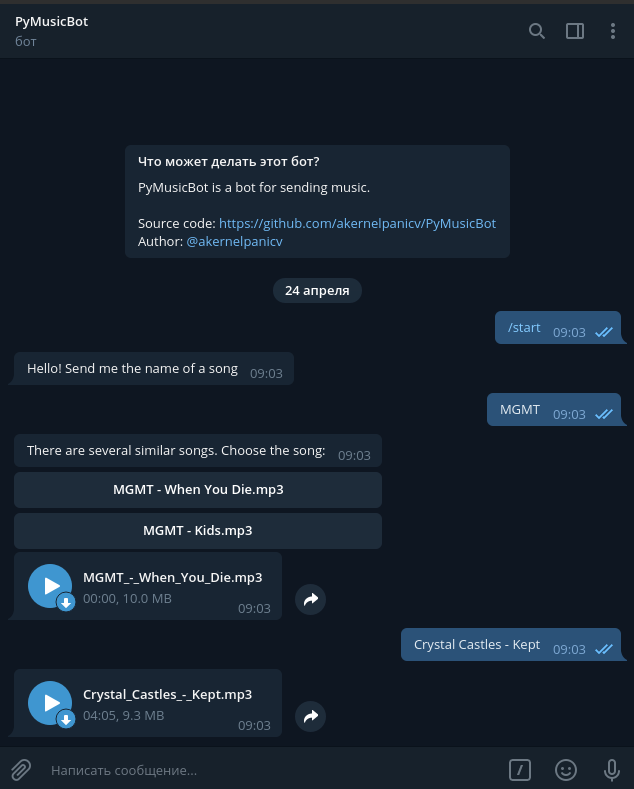 PyMusicBot
бот
Что может делать этот бот?
PyMusicBot is a bot for sending music.
Source code: https://github.com/akernelpanicv/PyMusicBot
Author: @akernelpanicv
24 апреля
/start 09:03
Hello! Send me the name of a song 09:03
MGMT 09:03
There are several similar songs. Choose the song: 09:03
MGMT - When You Die.mp3
MGMT - Kids.mp3
MGMT_-_When_You_Die.mp3
00:00, 10.0 MB 09:03
Crystal Castles - Kept 09:03
Crystal_Castles_-_Kept.mp3
04:05, 9.3 MB 09:03
Написать сообщение...